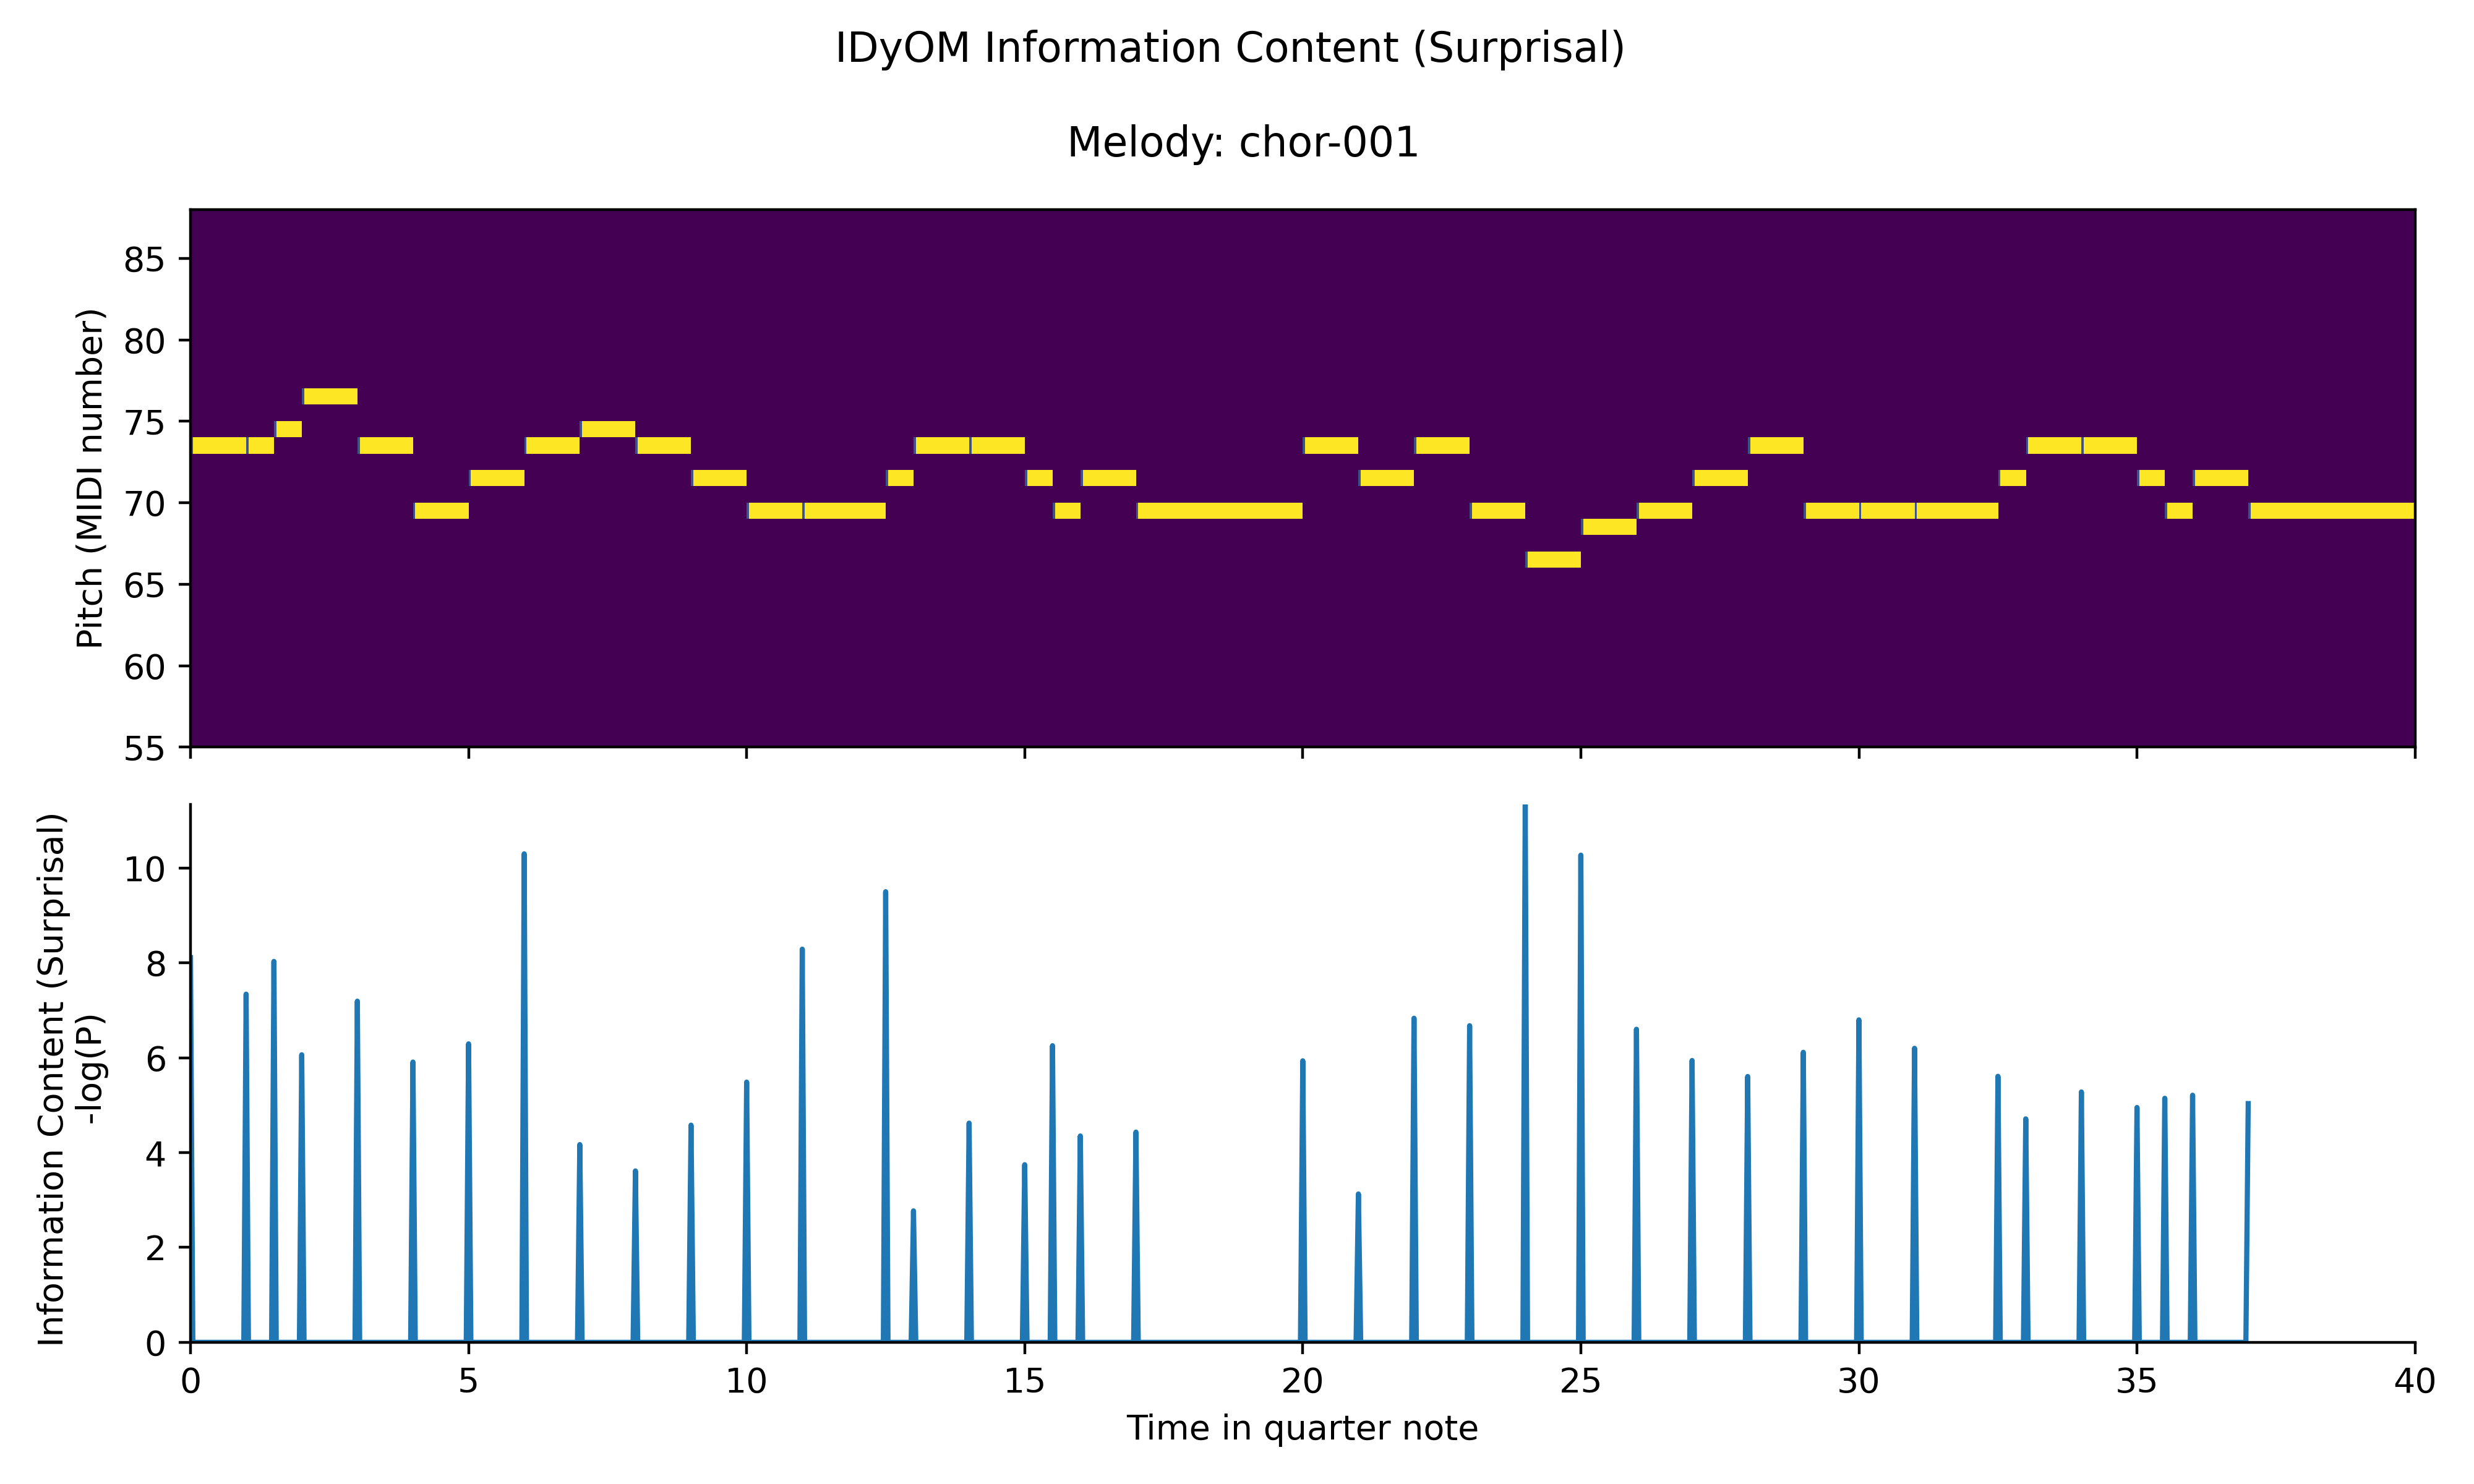 IDyOM Information Content (Surprisal)
Melody: chor-001
Pitch (MIDI number)
85
80
75
70
65
60
55
Information Content (Surprisal)
-log(P)
10
8
6
4
2
0
0 5 10 15 20 25 30 35 40
Time in quarter note